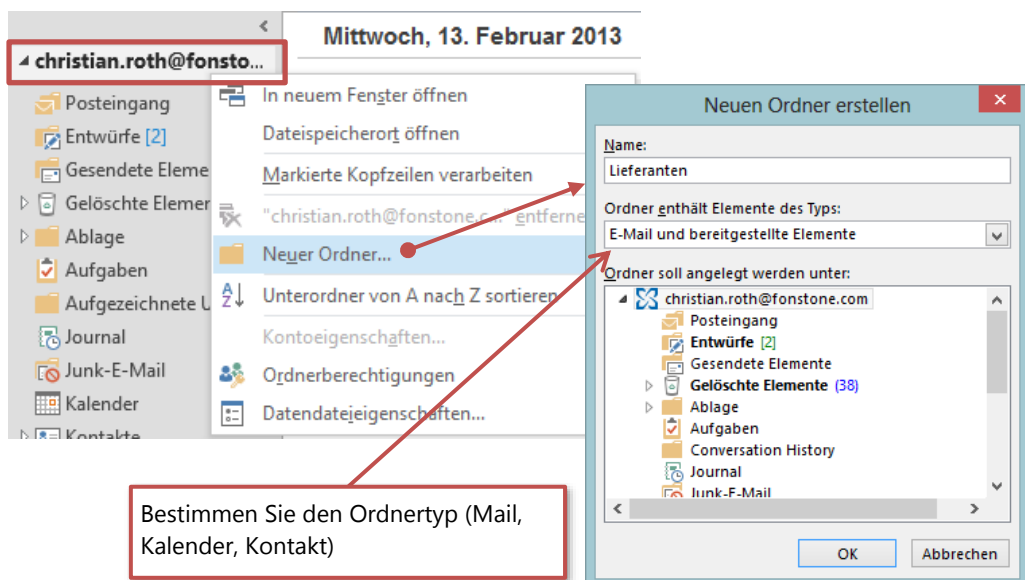 Mittwoch, 13. Februar 2013
christian.roth@fonsto...
Posteingang
Entwürfe [2]
Gesendete Eleme
Gelöschte Elemen
Ablage
Aufgaben
Aufgezeichnete U
Journal
Junk-E-Mail
Kalender
Kontakte
In neuem Fenster öffnen
Dateispeicherort öffnen
Markierte Kopfzeilen verarbeiten
"christian.roth@fonstone.c..." entferne
Neuer Ordner...
Unterordner von A nach Z sortieren
Kontoeigenschaften...
Ordnerberechtigungen
Datendateieigenschaften...
Neuen Ordner erstellen
Name:
Lieferanten
Ordner enthält Elemente des Typs:
E-Mail und bereitgestellte Elemente
Ordner soll angelegt werden unter:
christian.roth@fonstone.com
Posteingang
Entwürfe [2]
Gesendete Elemente
Gelöschte Elemente (38)
Ablage
Aufgaben
Conversation History
Journal
Junk-E-Mail
OK Abbrechen
Bestimmen Sie den Ordnertyp (Mail,
Kalender, Kontakt)